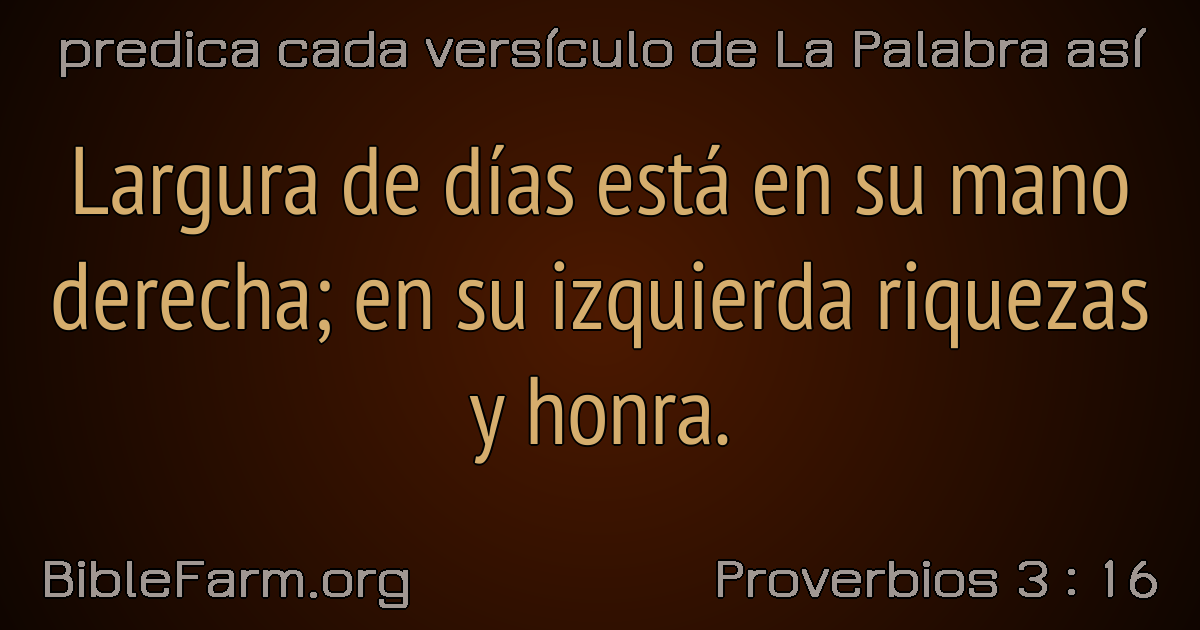 predica cada versículo de La Palabra así
Largura de días está en su mano
derecha; en su izquierda riquezas
y honra.
BibleFarm.org
Proverbios 3 : 16